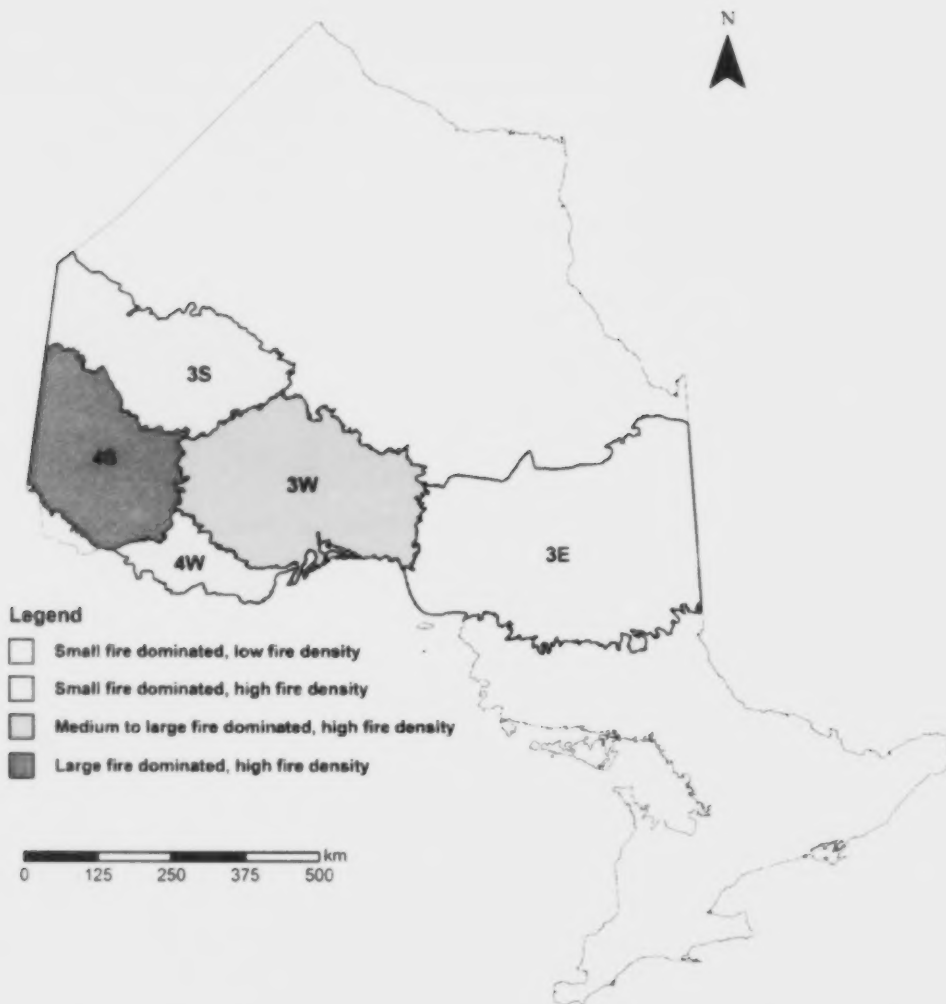 N
3S
4S
3W
4W
3E
Legend
Small fire dominated, low fire density
Small fire dominated, high fire density
Medium to large fire dominated, high fire density
Large fire dominated, high fire density
km
0 125 250 375 500